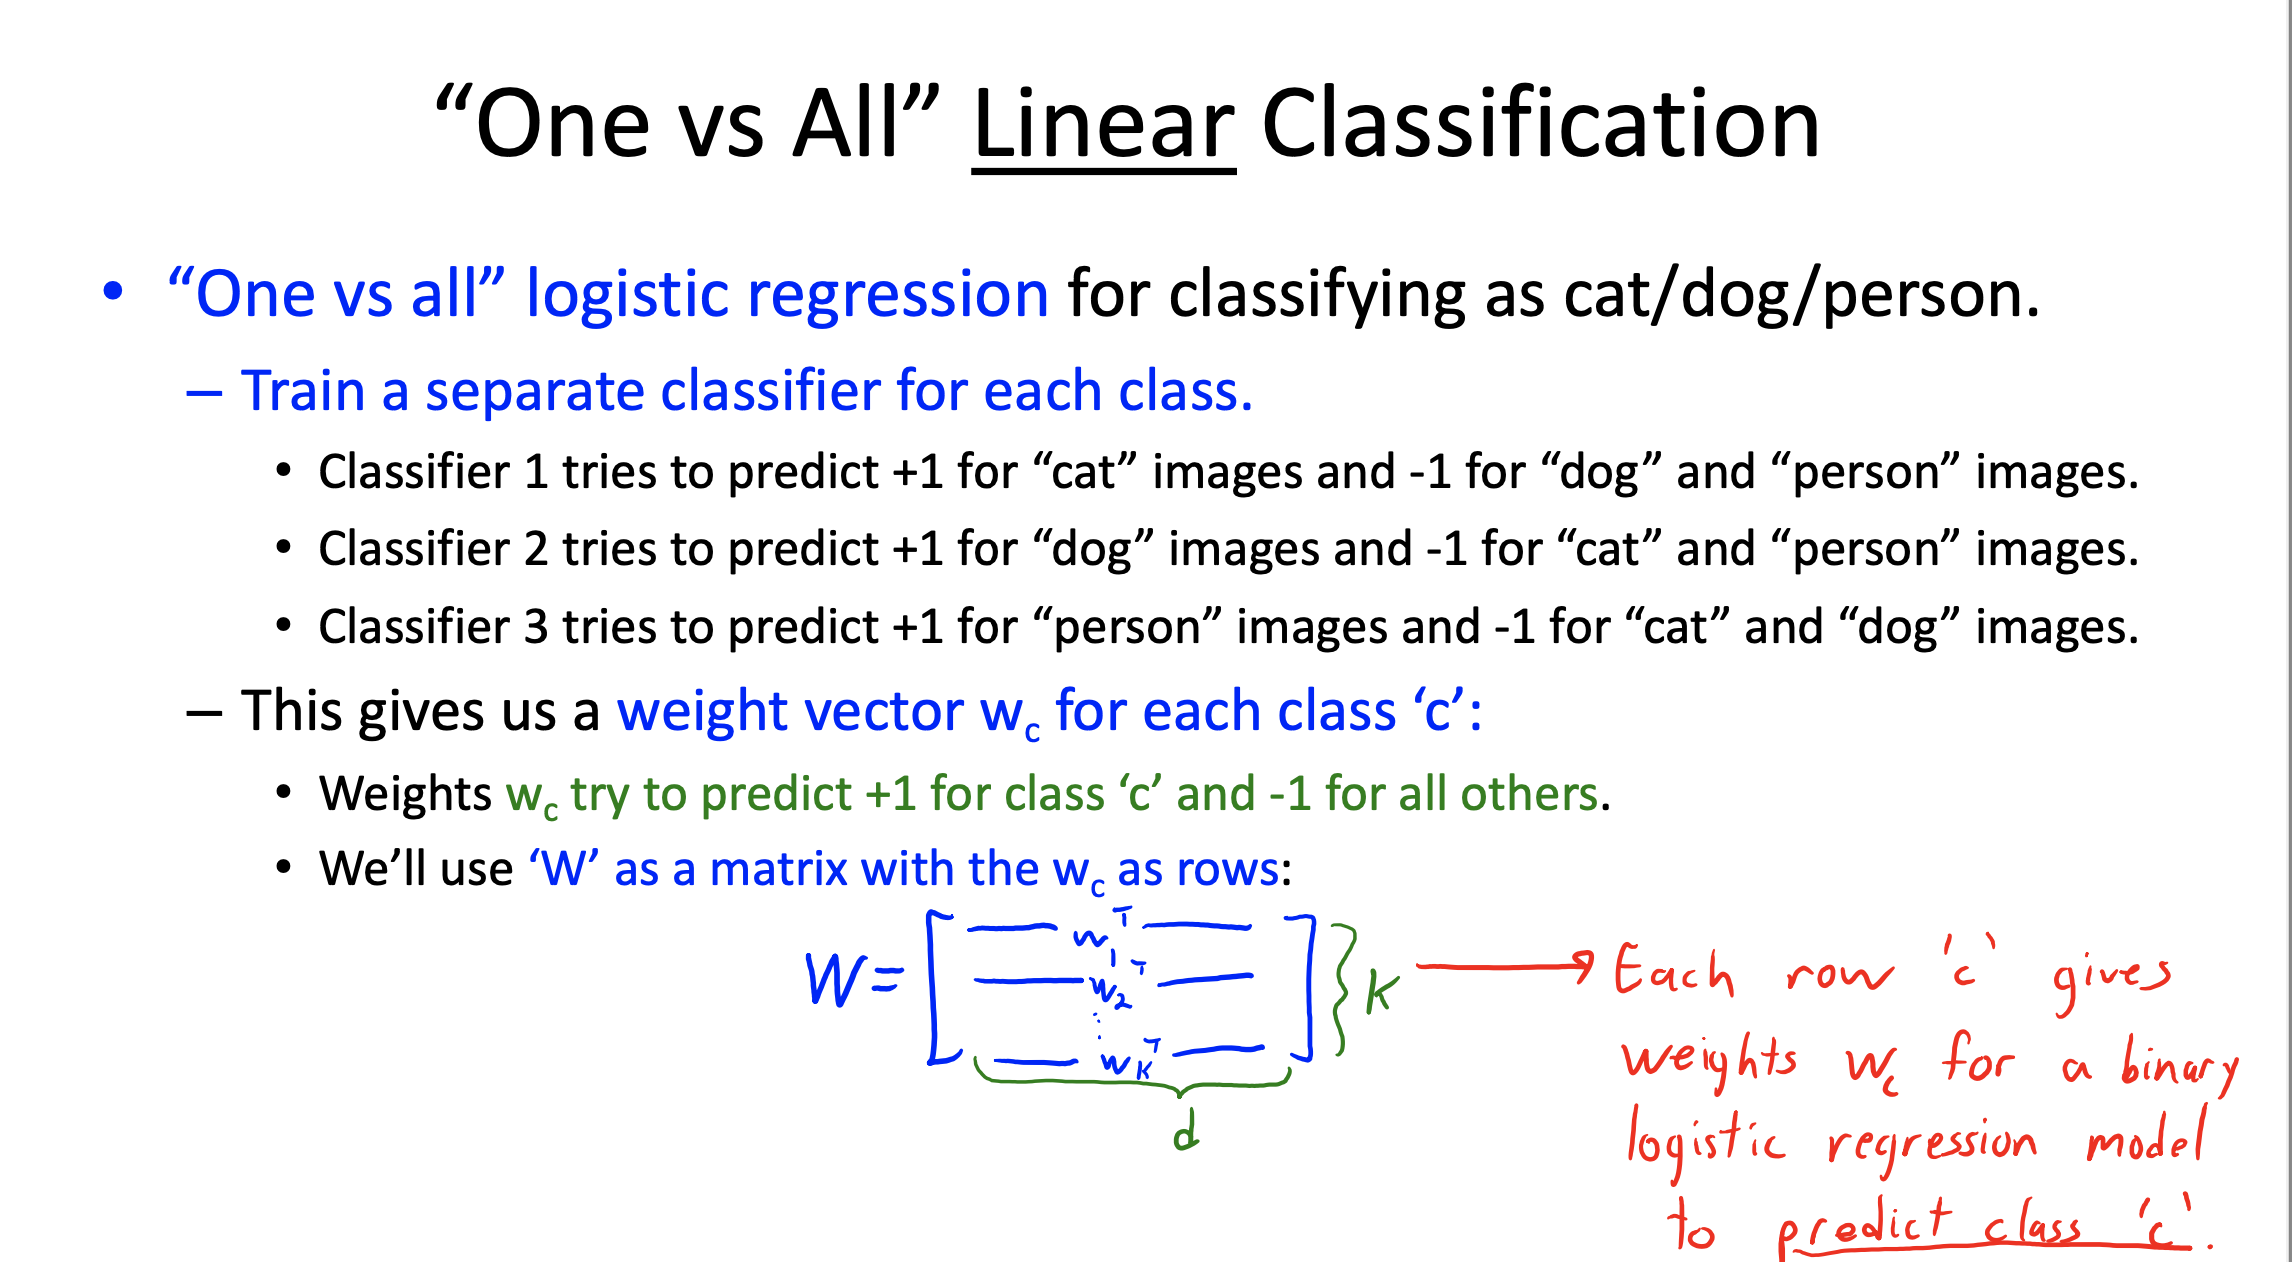 “One vs All” Linear Classification
• “One vs all” logistic regression for classifying as cat/dog/person.
– Train a separate classifier for each class.
• Classifier 1 tries to predict +1 for “cat” images and -1 for “dog” and “person” images.
• Classifier 2 tries to predict +1 for “dog” images and -1 for “cat” and “person” images.
• Classifier 3 tries to predict +1 for “person” images and -1 for “cat” and “dog” images.
– This gives us a weight vector w_c for each class ‘c’:
• Weights w_c try to predict +1 for class ‘c’ and -1 for all others.
• We’ll use ‘W’ as a matrix with the w_c as rows:
W =
w_1^T
w_2^T
⋮
w_K^T
K
d
Each row 'c' gives
weights w_c for a binary
logistic regression model
to predict class 'c'.